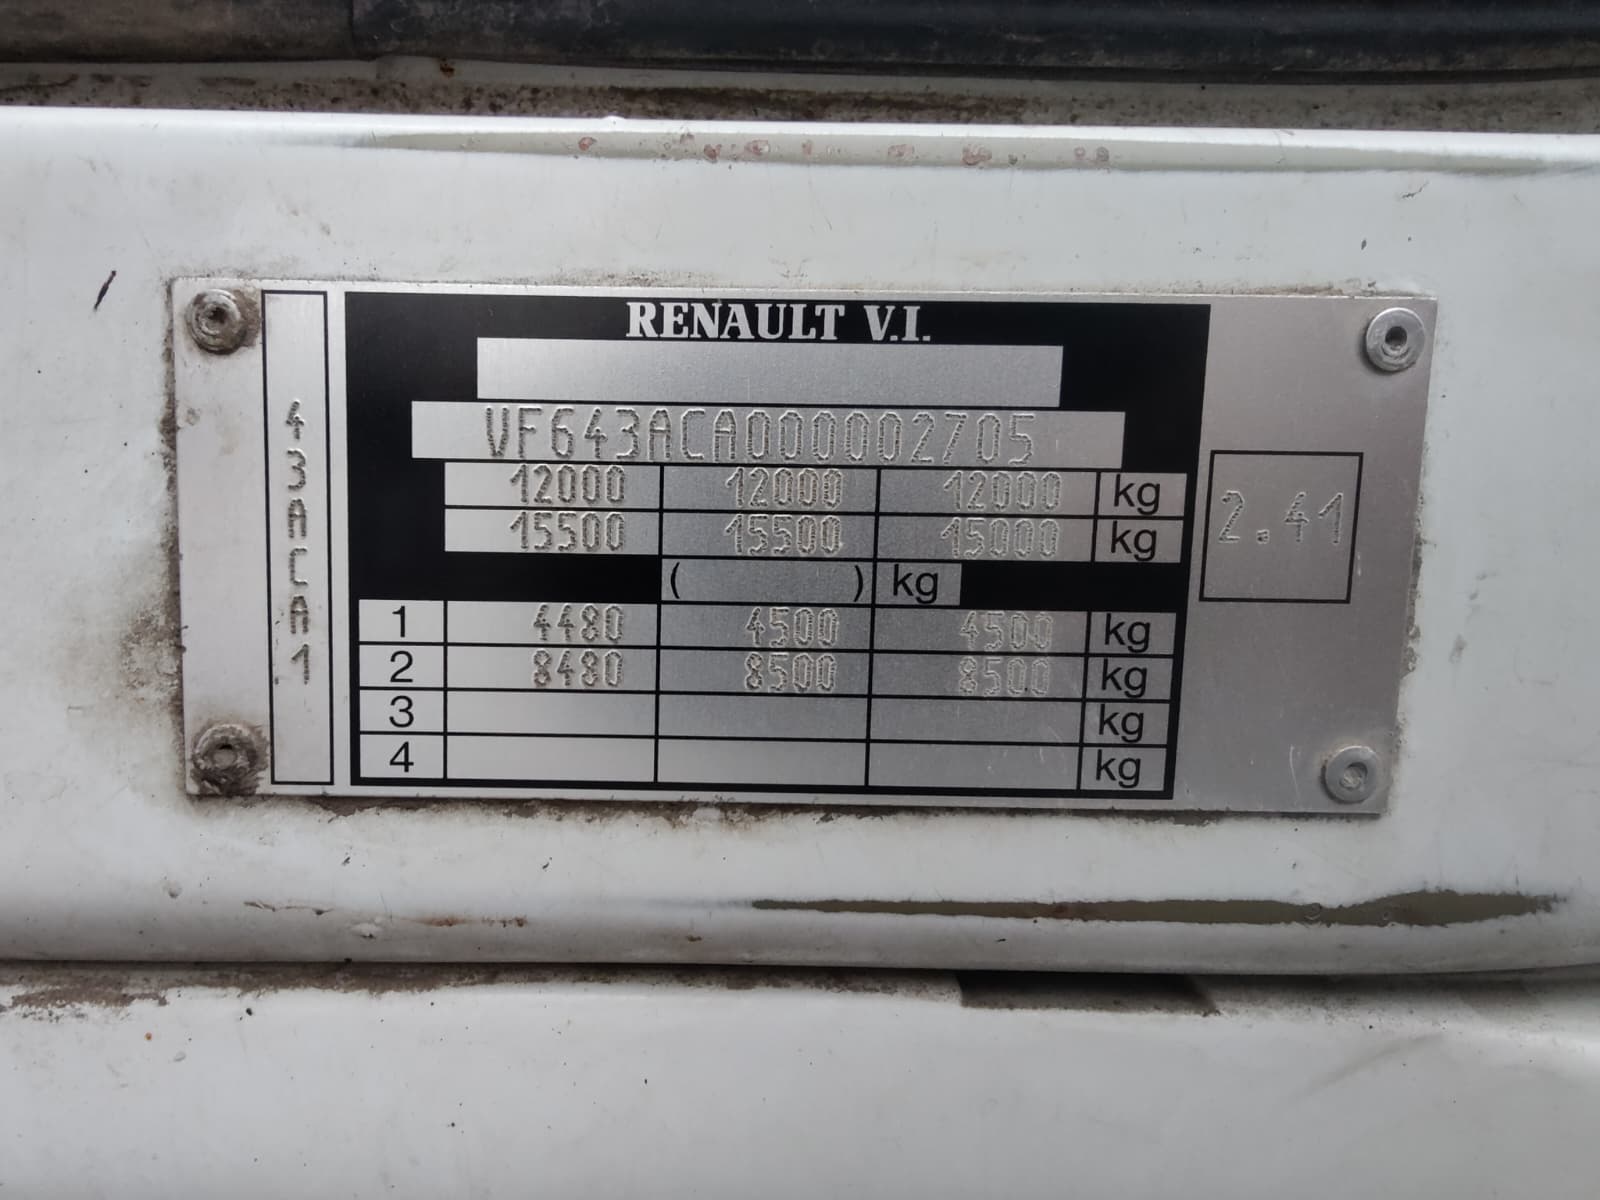 RENAULT V.I.
VF643ACA000002705
12000 12000 12000 kg
15500 15500 15000 kg
( ) kg
1 4480 4500 4500 kg
2 8480 8500 8500 kg
3 kg
4 kg
43ACA1
2.41